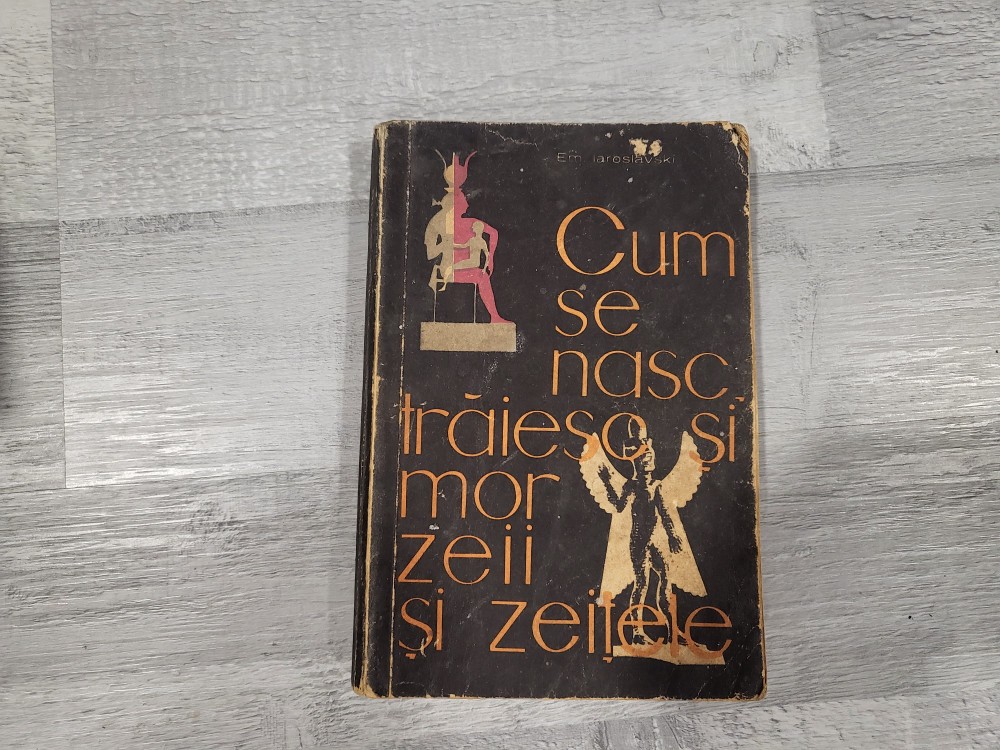 Em. Iaroslavski
Cum
se
nasc,
trăiesc și
mor
zeii
și zeițele